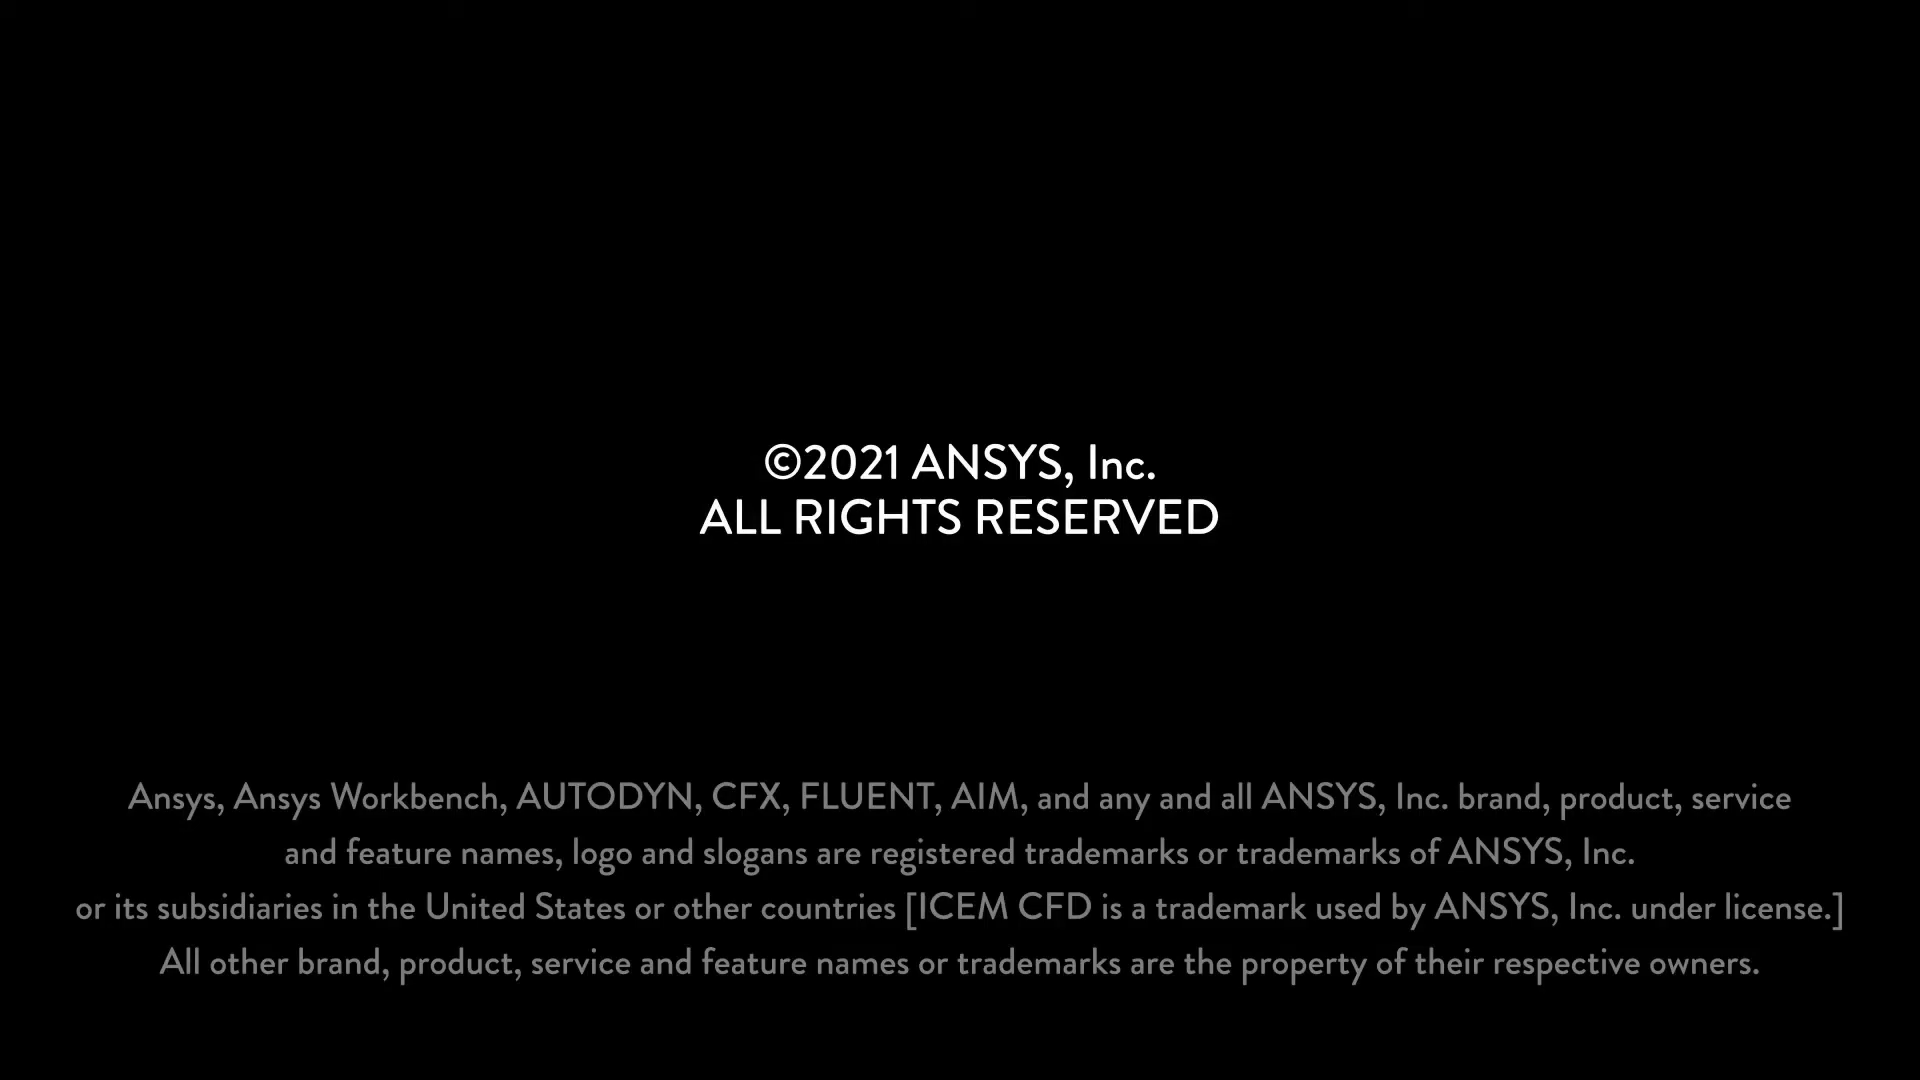 ©2021 ANSYS, Inc.
ALL RIGHTS RESERVED
Ansys, Ansys Workbench, AUTODYN, CFX, FLUENT, AIM, and any and all ANSYS, Inc. brand, product, service
and feature names, logo and slogans are registered trademarks or trademarks of ANSYS, Inc.
or its subsidiaries in the United States or other countries [ICEM CFD is a trademark used by ANSYS, Inc. under license.]
All other brand, product, service and feature names or trademarks are the property of their respective owners.